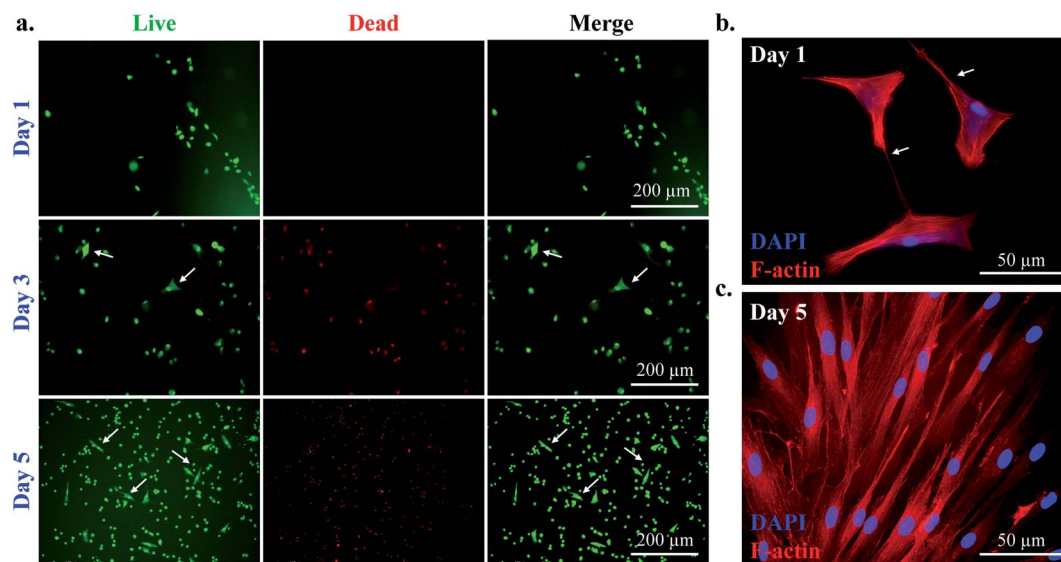 a.
Live Dead Merge
Day 1
200 µm
Day 3
200 µm
Day 5
200 µm
b.
Day 1
DAPI
F-actin
50 µm
c.
Day 5
DAPI
F-actin
50 µm